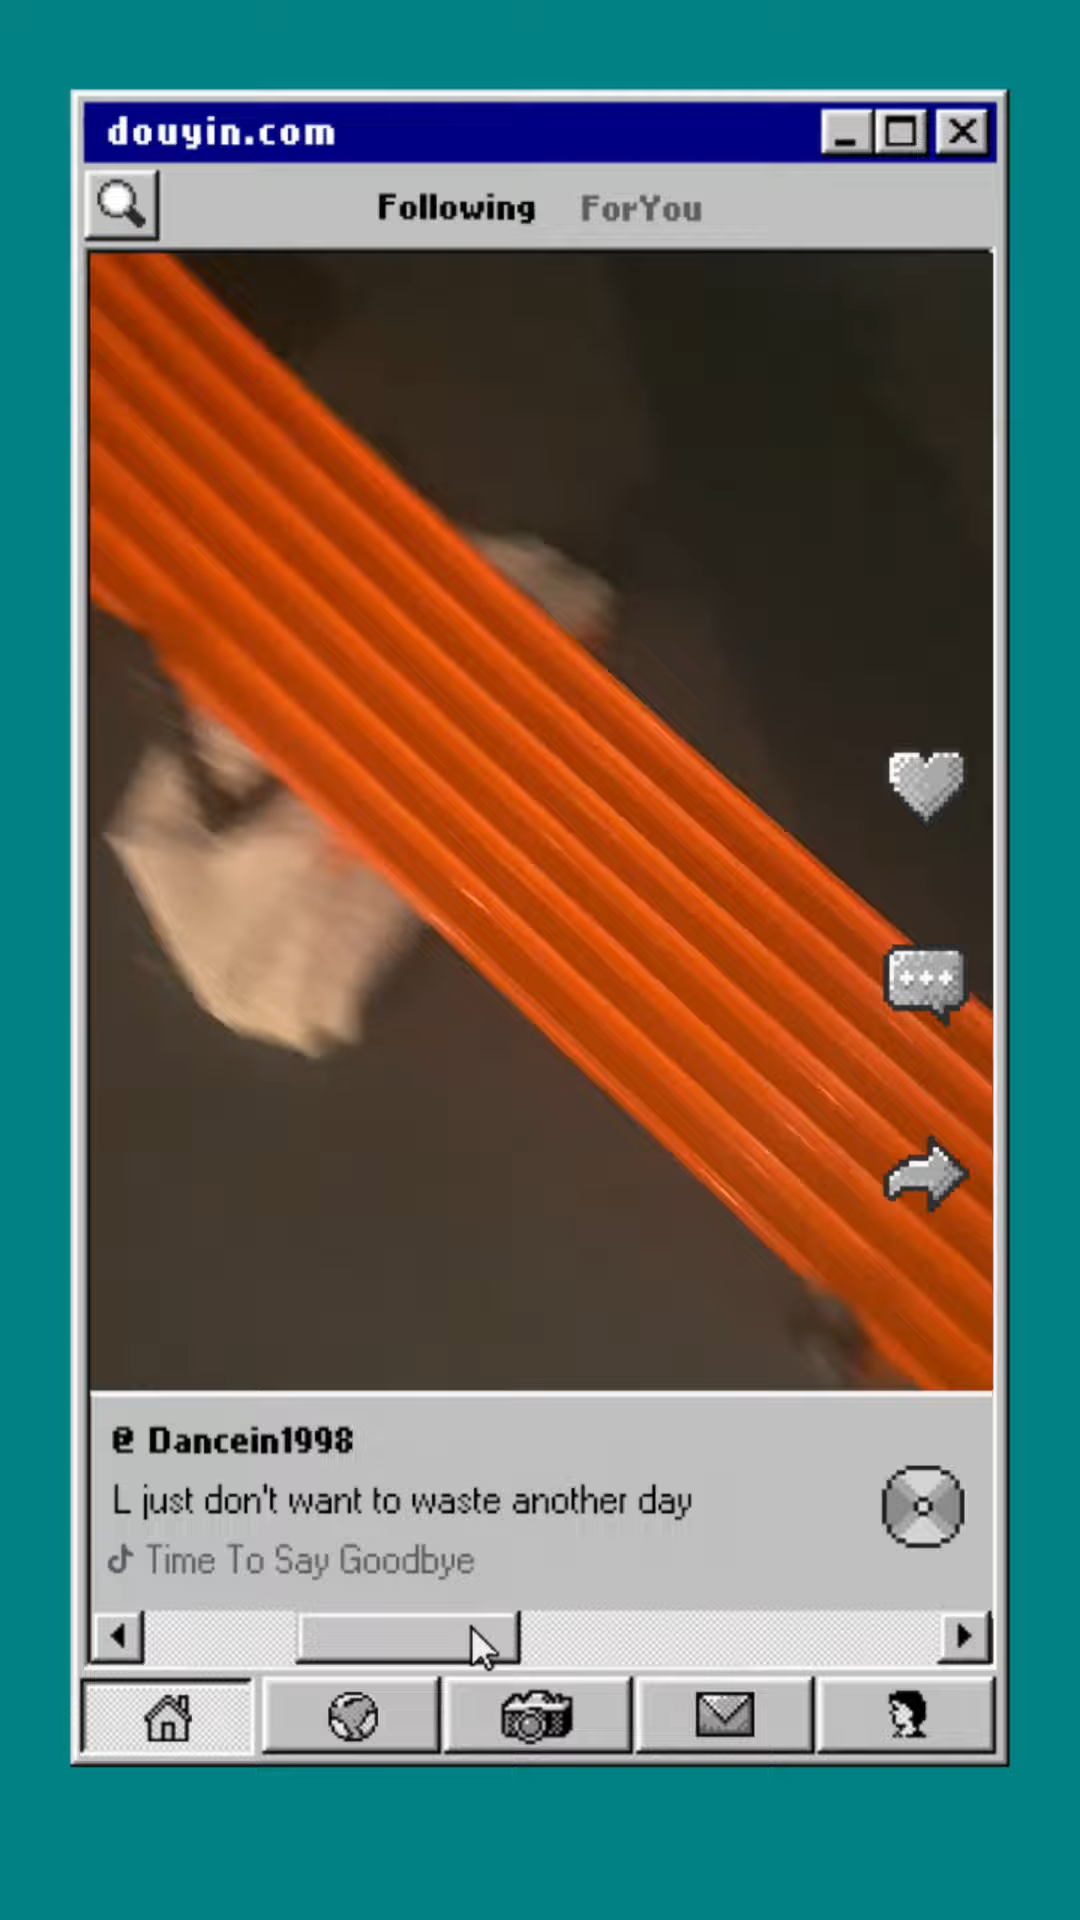 douyin.com
Following ForYou
@ Dancein1998
L just don't want to waste another day
Time To Say Goodbye